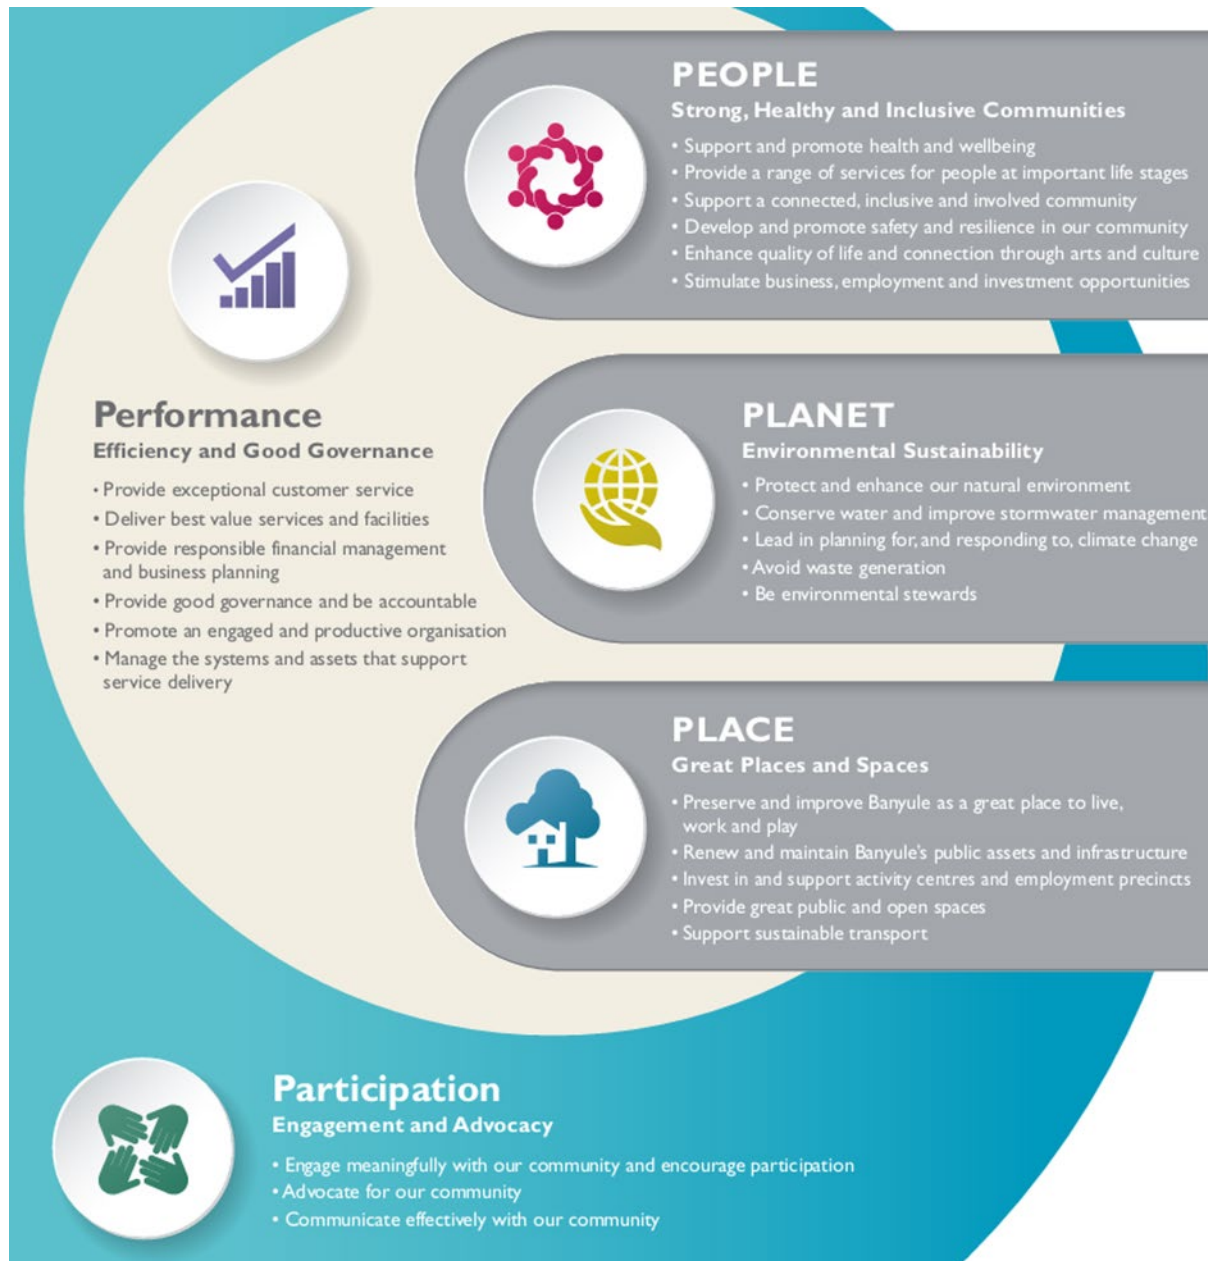 PEOPLE
Strong, Healthy and Inclusive Communities
• Support and promote health and wellbeing
• Provide a range of services for people at important life stages
• Support a connected, inclusive and involved community
• Develop and promote safety and resilience in our community
• Enhance quality of life and connection through arts and culture
• Stimulate business, employment and investment opportunities
Performance
Efficiency and Good Governance
• Provide exceptional customer service
• Deliver best value services and facilities
• Provide responsible financial management
and business planning
• Provide good governance and be accountable
• Promote an engaged and productive organisation
• Manage the systems and assets that support
service delivery
PLANET
Environmental Sustainability
• Protect and enhance our natural environment
• Conserve water and improve stormwater management
• Lead in planning for, and responding to, climate change
• Avoid waste generation
• Be environmental stewards
PLACE
Great Places and Spaces
• Preserve and improve Banyule as a great place to live,
work and play
• Renew and maintain Banyule's public assets and infrastructure
• Invest in and support activity centres and employment precincts
• Provide great public and open spaces
• Support sustainable transport
Participation
Engagement and Advocacy
• Engage meaningfully with our community and encourage participation
• Advocate for our community
• Communicate effectively with our community